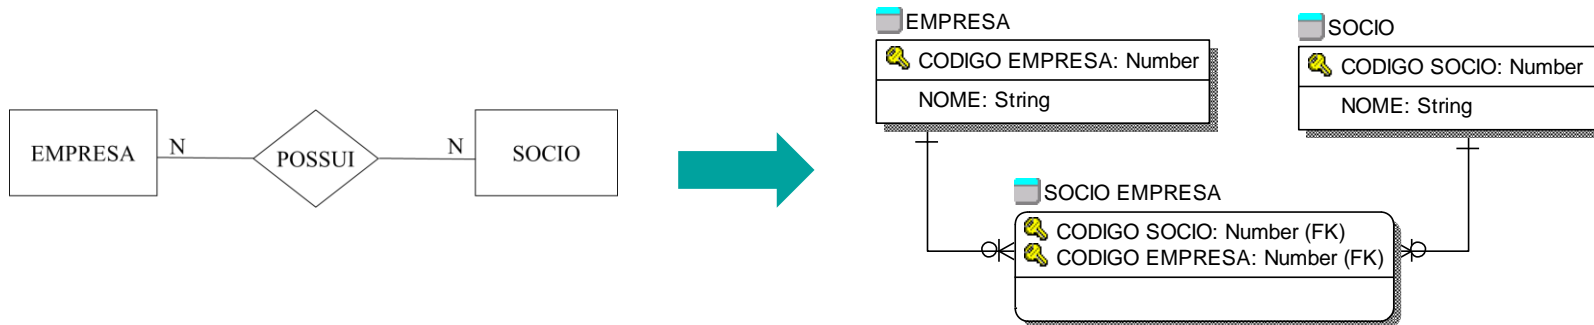 EMPRESA
N
POSSUI
N
SOCIO
EMPRESA
CODIGO EMPRESA: Number
NOME: String
SOCIO
CODIGO SOCIO: Number
NOME: String
SOCIO EMPRESA
CODIGO SOCIO: Number (FK)
CODIGO EMPRESA: Number (FK)